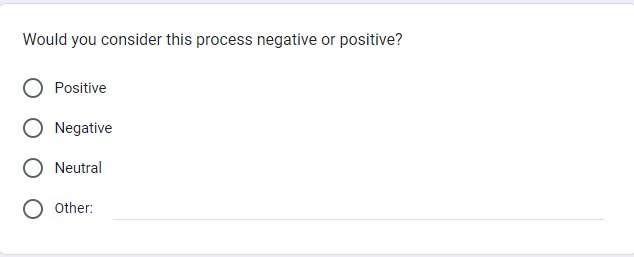 Would you consider this process negative or positive?
Positive
Negative
Neutral
Other: